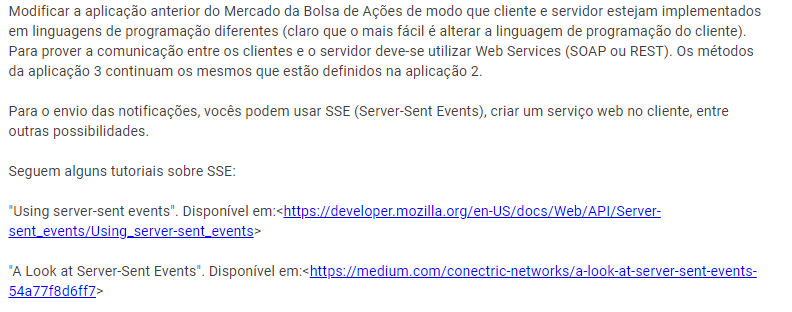 Modificar a aplicação anterior do Mercado da Bolsa de Ações de modo que cliente e servidor estejam implementados
em linguagens de programação diferentes (claro que o mais fácil é alterar a linguagem de programação do cliente).
Para prover a comunicação entre os clientes e o servidor deve-se utilizar Web Services (SOAP ou REST). Os métodos
da aplicação 3 continuam os mesmos que estão definidos na aplicação 2.
Para o envio das notificações, vocês podem usar SSE (Server-Sent Events), criar um serviço web no cliente, entre
outras possibilidades.
Seguem alguns tutoriais sobre SSE:
"Using server-sent events". Disponível em:<https://developer.mozilla.org/en-US/docs/Web/API/Server-
sent_events/Using_server-sent_events>
"A Look at Server-Sent Events". Disponível em:<https://medium.com/conectric-networks/a-look-at-server-sent-events-
54a77f8d6ff7>